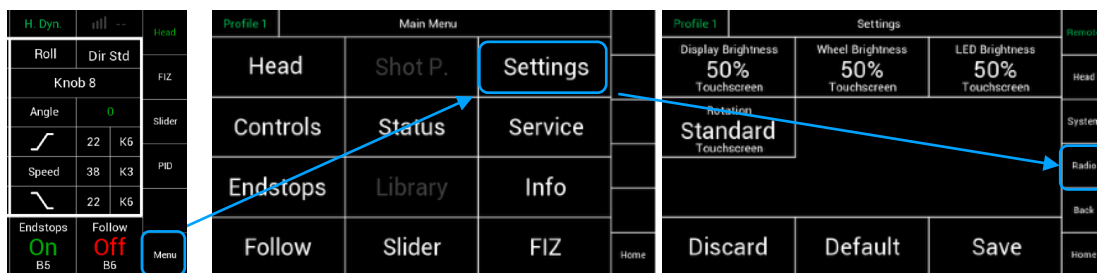 H. Dyn. --
Head
Roll Dir Std
Knob 8
FIZ
Angle 0
Slider
22 K6
Speed 38 K3
PID
22 K6
Endstops Follow
On Off
B5 B6
Menu
Profile 1 Main Menu
Head Shot P. Settings
Controls Status Service
Endstops Library Info
Follow Slider FIZ
Home
Profile 1 Settings
Remote
Display Brightness Wheel Brightness LED Brightness
50% 50% 50%
Touchscreen Touchscreen Touchscreen
Head
Rotation
Standard
Touchscreen
System
Radio
Back
Discard Default Save
Home